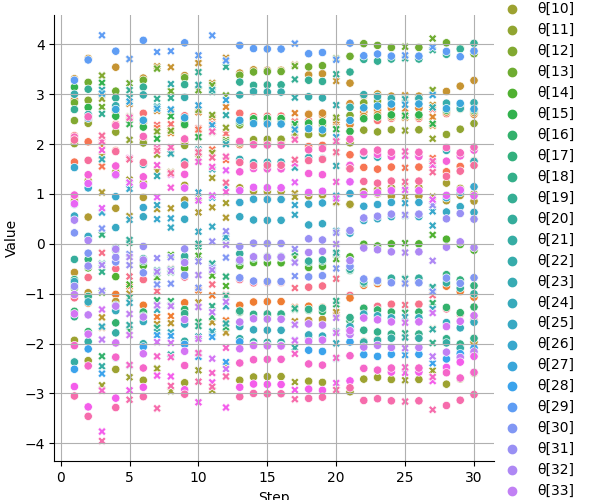 4
3
2
1
0
−1
−2
−3
−4
Value
0
5
10
15
20
25
30
Step
θ[10]
θ[11]
θ[12]
θ[13]
θ[14]
θ[15]
θ[16]
θ[17]
θ[18]
θ[19]
θ[20]
θ[21]
θ[22]
θ[23]
θ[24]
θ[25]
θ[26]
θ[27]
θ[28]
θ[29]
θ[30]
θ[31]
θ[32]
θ[33]